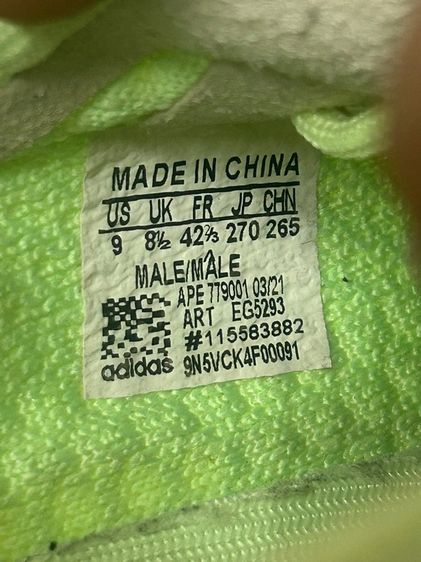 MADE IN CHINA
US UK FR JP CHN
9 8½ 42⅔ 270 265
MALE/MALE
APE 779001 03/21
ART EG5293
#115563882
adidas 9N5VCK4F00091